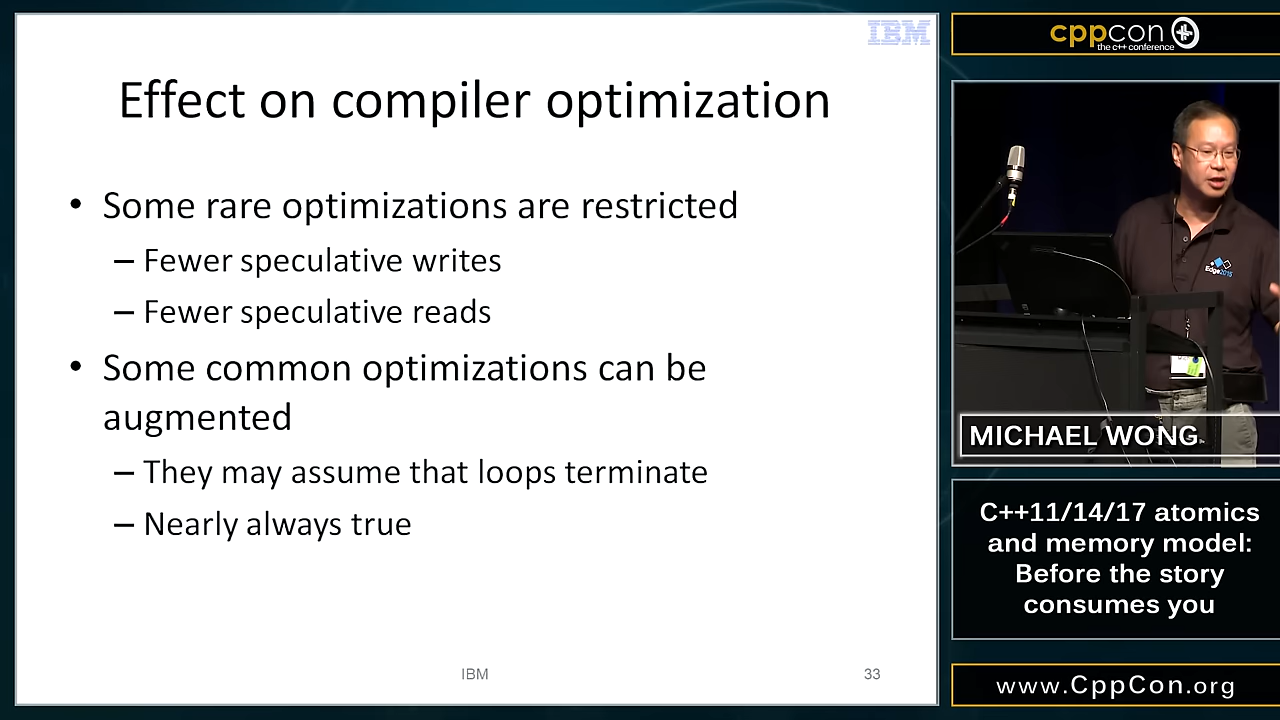 IBM
Effect on compiler optimization
• Some rare optimizations are restricted
– Fewer speculative writes
– Fewer speculative reads
• Some common optimizations can be
augmented
– They may assume that loops terminate
– Nearly always true
IBM
33
cppcon
the c++ conference
Edge2015
MICHAEL WONG
C++11/14/17 atomics
and memory model:
Before the story
consumes you
www.CppCon.org